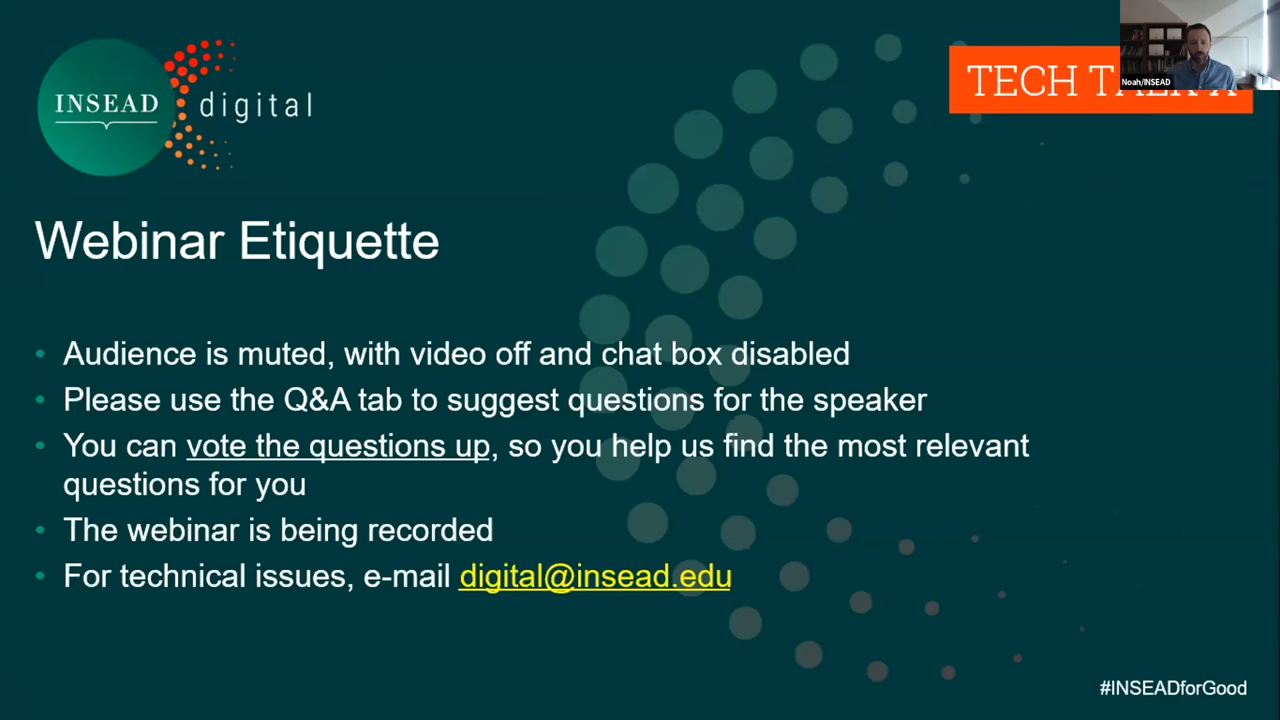 INSEAD
digital
TECH TALK X
Noah/INSEAD
Webinar Etiquette
• Audience is muted, with video off and chat box disabled
• Please use the Q&A tab to suggest questions for the speaker
• You can vote the questions up, so you help us find the most relevant
questions for you
• The webinar is being recorded
• For technical issues, e-mail digital@insead.edu
#INSEADforGood